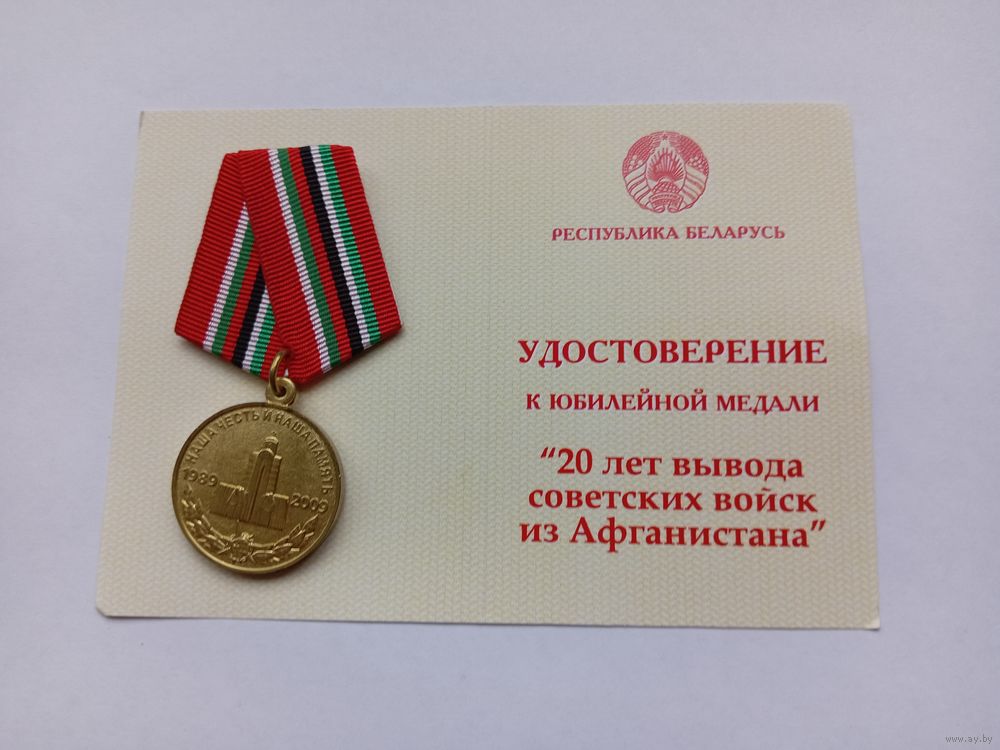 НАША ЧЕСТЬ И НАША ПАМЯТЬ
1989
2009
РЕСПУБЛИКА БЕЛАРУСЬ
УДОСТОВЕРЕНИЕ
К ЮБИЛЕЙНОЙ МЕДАЛИ
“20 лет вывода
советских войск
из Афганистана”
www.ay.by